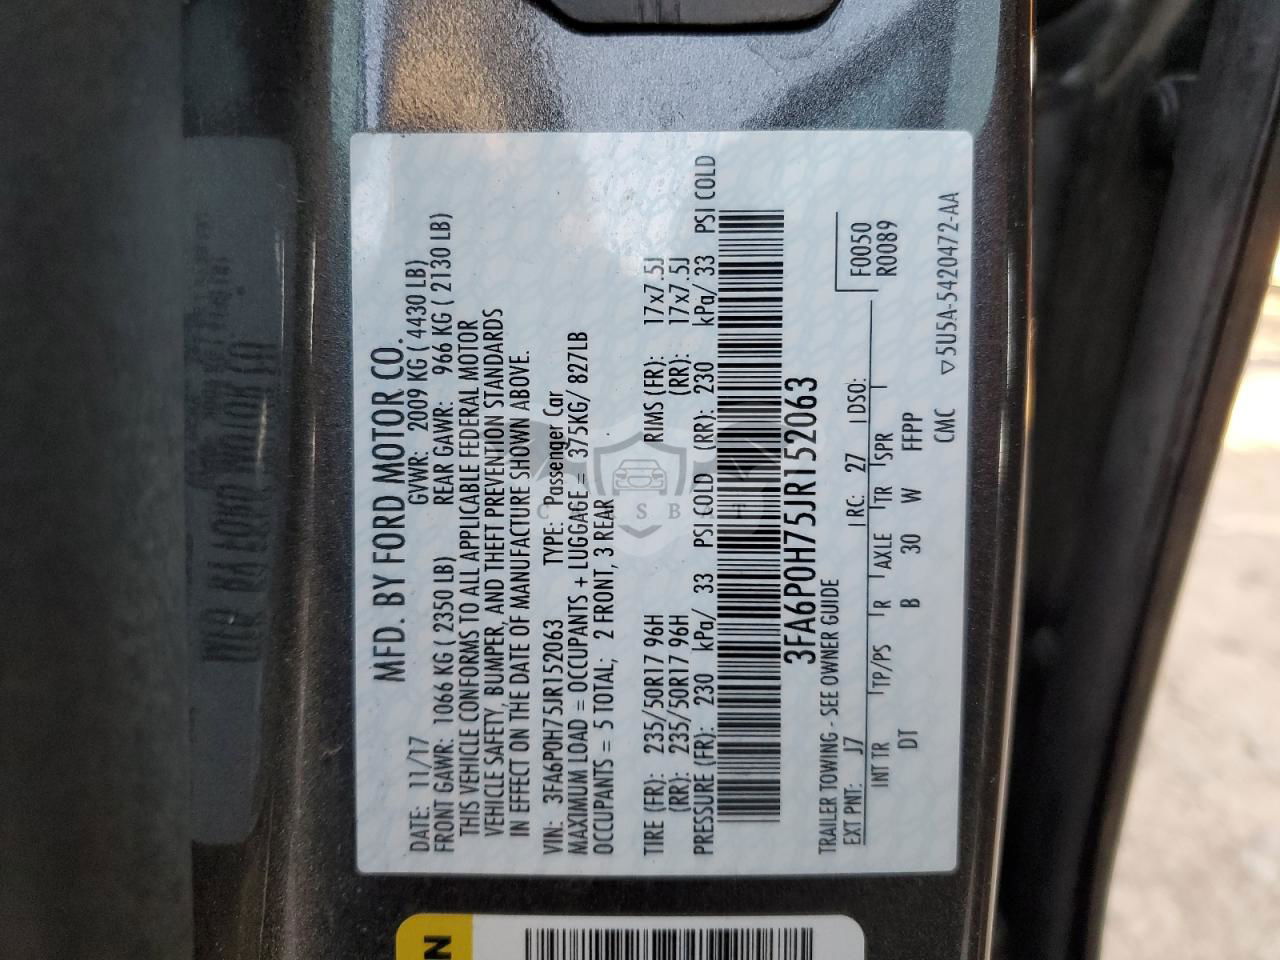 MFD. BY FORD MOTOR CO.
DATE: 11/17 GVWR: 2009 KG ( 4430 LB)
FRONT GAWR: 1066 KG ( 2350 LB) REAR GAWR: 966 KG ( 2130 LB)
THIS VEHICLE CONFORMS TO ALL APPLICABLE FEDERAL MOTOR
VEHICLE SAFETY, BUMPER, AND THEFT PREVENTION STANDARDS
IN EFFECT ON THE DATE OF MANUFACTURE SHOWN ABOVE.
VIN: 3FA6P0H75JR152063 TYPE: Passenger Car
MAXIMUM LOAD = OCCUPANTS + LUGGAGE = 375KG/ 827LB
OCCUPANTS = 5 TOTAL, 2 FRONT, 3 REAR
TIRE (FR): 235/50R17 96H RIMS (FR): 17x7.5J
(RR): 235/50R17 96H (RR): 17x7.5J
PRESSURE (FR): 230 kPa/ 33 PSI COLD (RR): 230 kPa/ 33 PSI COLD
3FA6P0H75JR152063
TRAILER TOWING - SEE OWNER GUIDE
F0050
R0089
EXT PNT: J7 RC: 27 DSO:
INT TR TP/PS R AXLE TR SPR
DT B 30 W FFPP
CMC ▽5U5A-5420472-AA